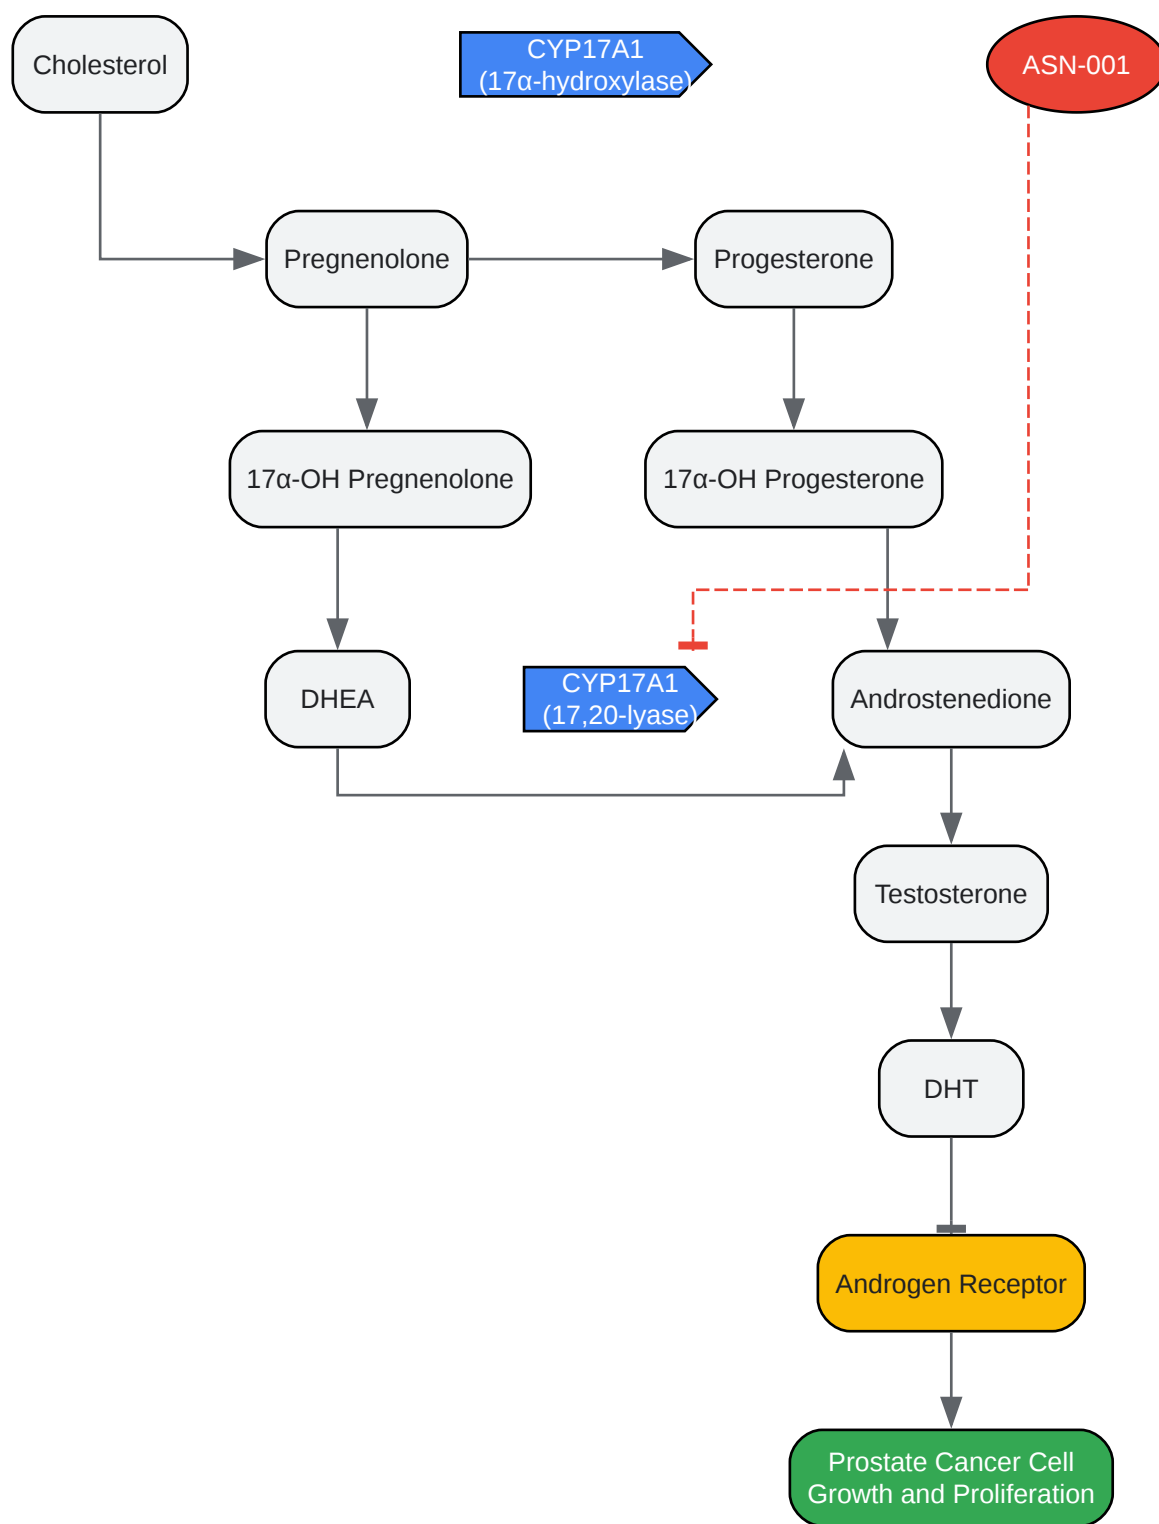 Cholesterol
CYP17A1
(17α-hydroxylase)
ASN-001
Pregnenolone
Progesterone
17α-OH Pregnenolone
17α-OH Progesterone
DHEA
CYP17A1
(17,20-lyase)
Androstenedione
Testosterone
DHT
Androgen Receptor
Prostate Cancer Cell
Growth and Proliferation